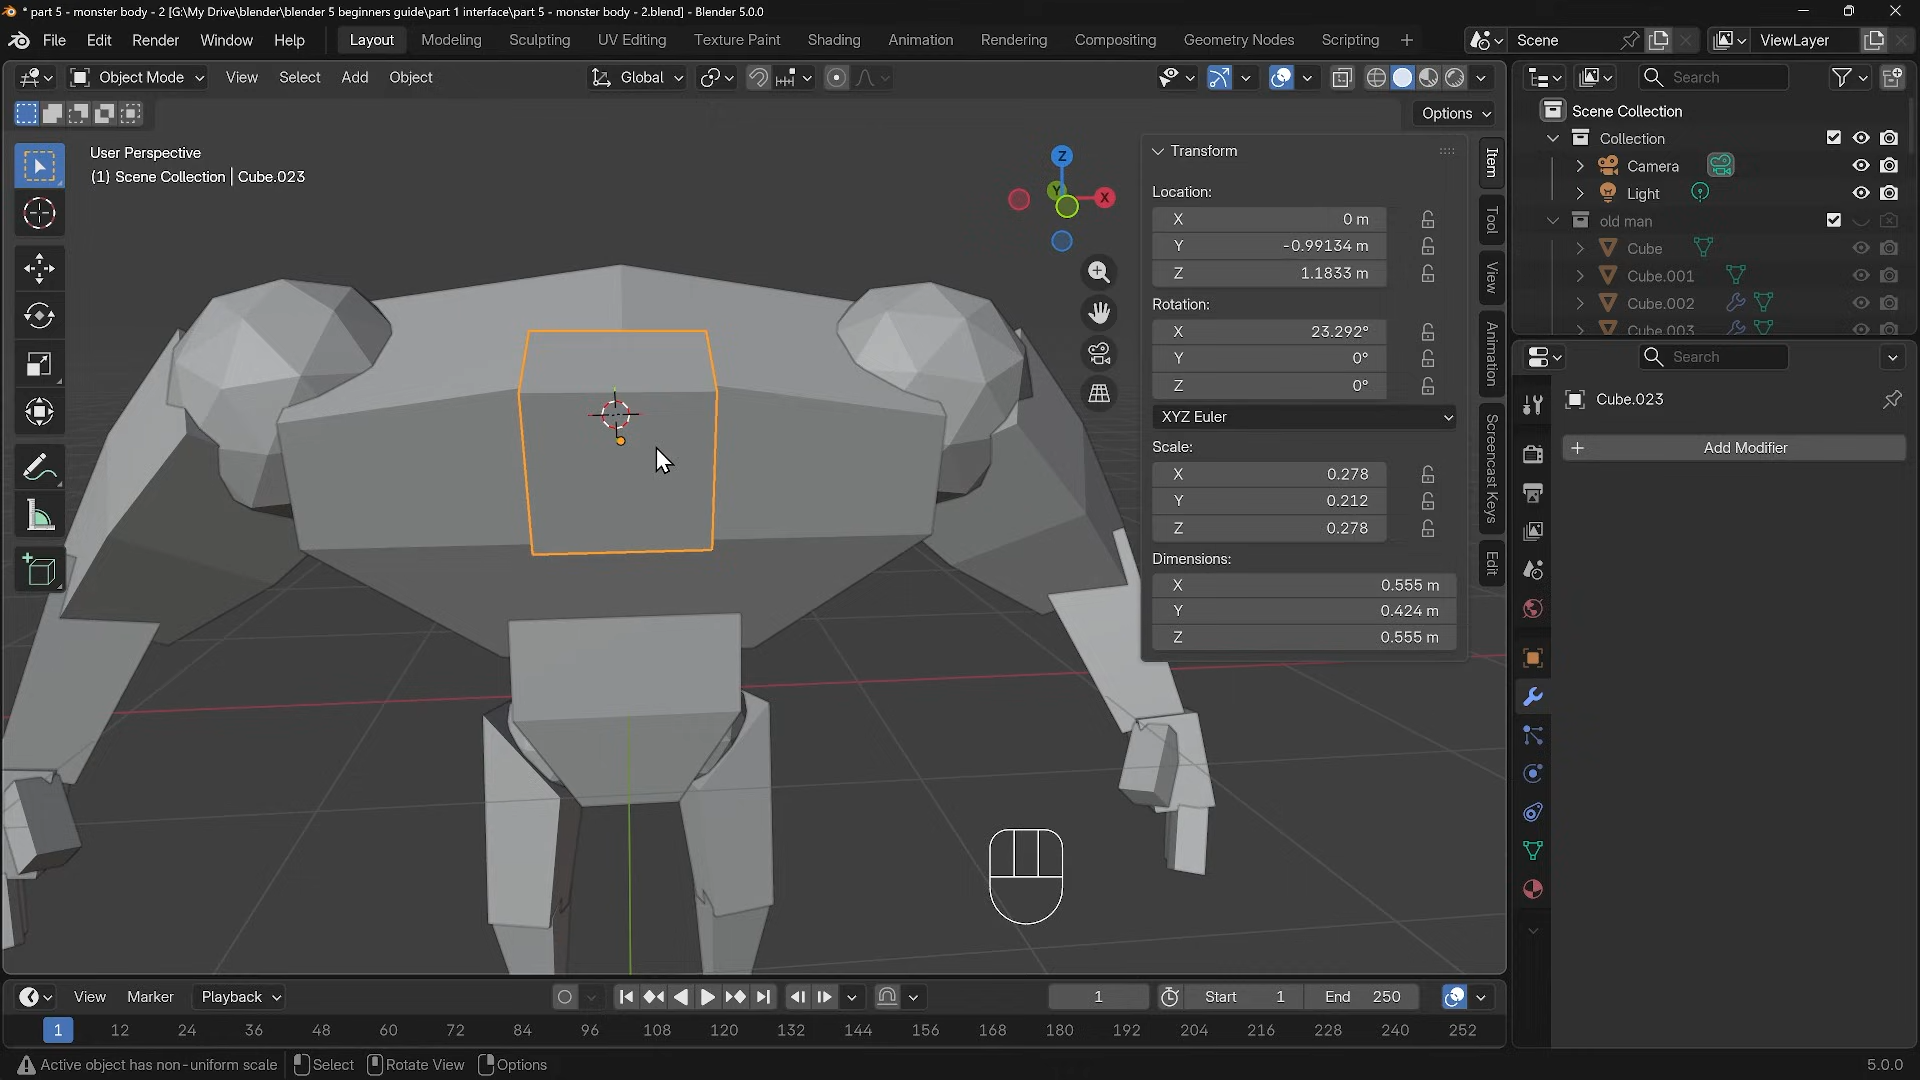 * part 5 - monster body - 2 [G:\My Drive\blender\blender 5 beginners guide\part 1 interface\part 5 - monster body - 2.blend] - Blender 5.0.0
File Edit Render Window Help Layout Modeling Sculpting UV Editing Texture Paint Shading Animation Rendering Compositing Geometry Nodes Scripting + Scene ViewLayer
Object Mode View Select Add Object Global Search
Options
User Perspective
(1) Scene Collection | Cube.023
Z
Y
X
Transform
Location:
X 0 m
Y -0.99134 m
Z 1.1833 m
Rotation:
X 23.292°
Y 0°
Z 0°
XYZ Euler
Scale:
X 0.278
Y 0.212
Z 0.278
Dimensions:
X 0.555 m
Y 0.424 m
Z 0.555 m
Item
Tool
View
Animation
Screencast Keys
Edit
Scene Collection
Collection
Camera
Light
old man
Cube
Cube.001
Cube.002
Cube.003
Search
Cube.023
+ Add Modifier
View Marker Playback 1 Start 1 End 250
1 12 24 36 48 60 72 84 96 108 120 132 144 156 168 180 192 204 216 228 240 252
Active object has non-uniform scale Select Rotate View Options 5.0.0